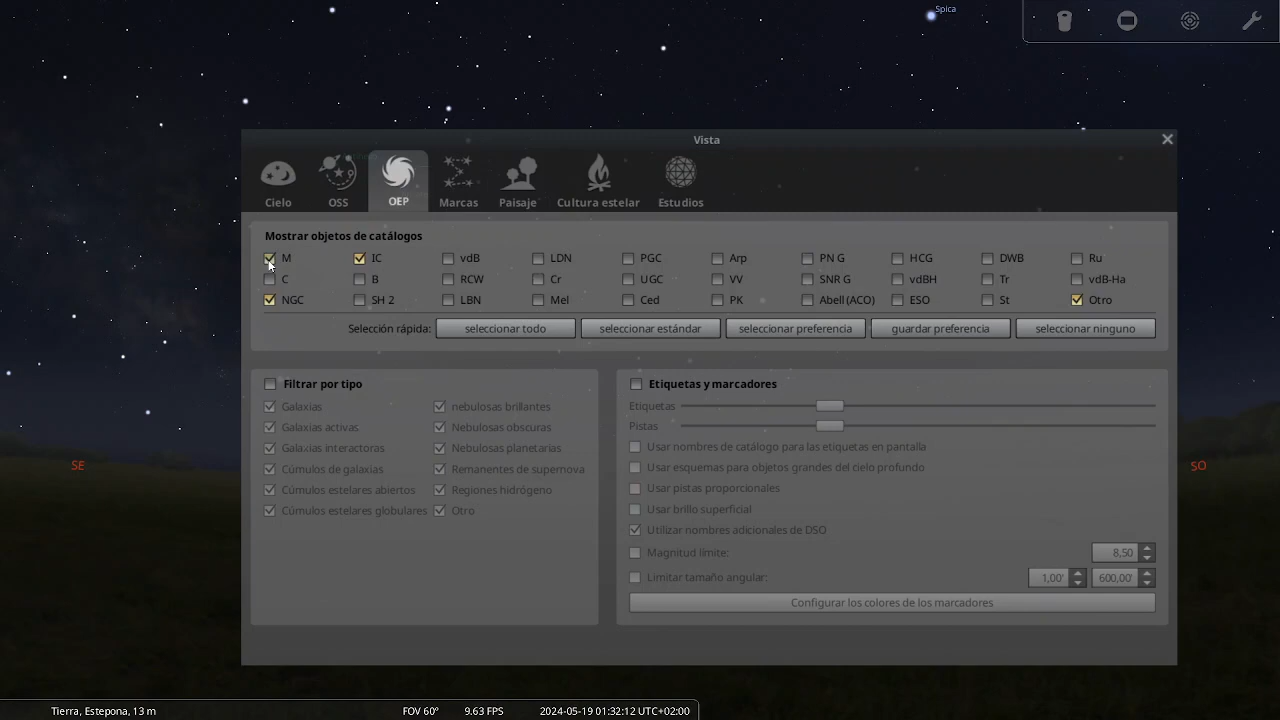 Spica
Vista
Cielo OSS OEP Marcas Paisaje Cultura estelar Estudios
Mostrar objetos de catálogos
M IC vdB LDN PGC Arp PN G HCG DWB Ru
C B RCW Cr UGC VV SNR G vdBH Tr vdB-Ha
NGC SH 2 LBN Mel Ced PK Abell (ACO) ESO St Otro
Selección rápida: seleccionar todo seleccionar estándar seleccionar preferencia guardar preferencia seleccionar ninguno
Filtrar por tipo
Galaxias nebulosas brillantes
Galaxias activas Nebulosas obscuras
Galaxias interactoras Nebulosas planetarias
Cúmulos de galaxias Remanentes de supernova
Cúmulos estelares abiertos Regiones hidrógeno
Cúmulos estelares globulares Otro
Etiquetas y marcadores
Etiquetas
Pistas
Usar nombres de catálogo para las etiquetas en pantalla
Usar esquemas para objetos grandes del cielo profundo
Usar pistas proporcionales
Usar brillo superficial
Utilizar nombres adicionales de DSO
Magnitud límite: 8,50
Limitar tamaño angular: 1,00' 600,00'
Configurar los colores de los marcadores
SE
SO
Tierra, Estepona, 13 m FOV 60° 9.63 FPS 2024-05-19 01:32:12 UTC+02:00